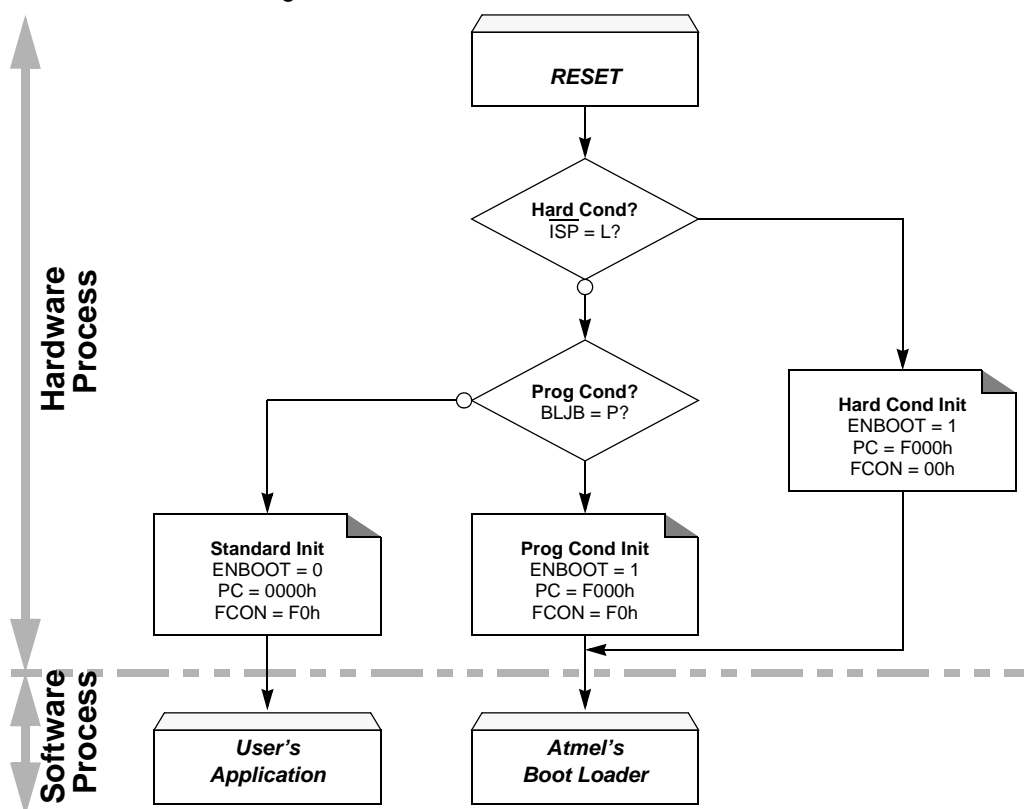 RESET
Hard Cond?
ISP = L?
Prog Cond?
BLJB = P?
Hard Cond Init
ENBOOT = 1
PC = F000h
FCON = 00h
Standard Init
ENBOOT = 0
PC = 0000h
FCON = F0h
Prog Cond Init
ENBOOT = 1
PC = F000h
FCON = F0h
Hardware
Process
Software
Process
User's
Application
Atmel's
Boot Loader